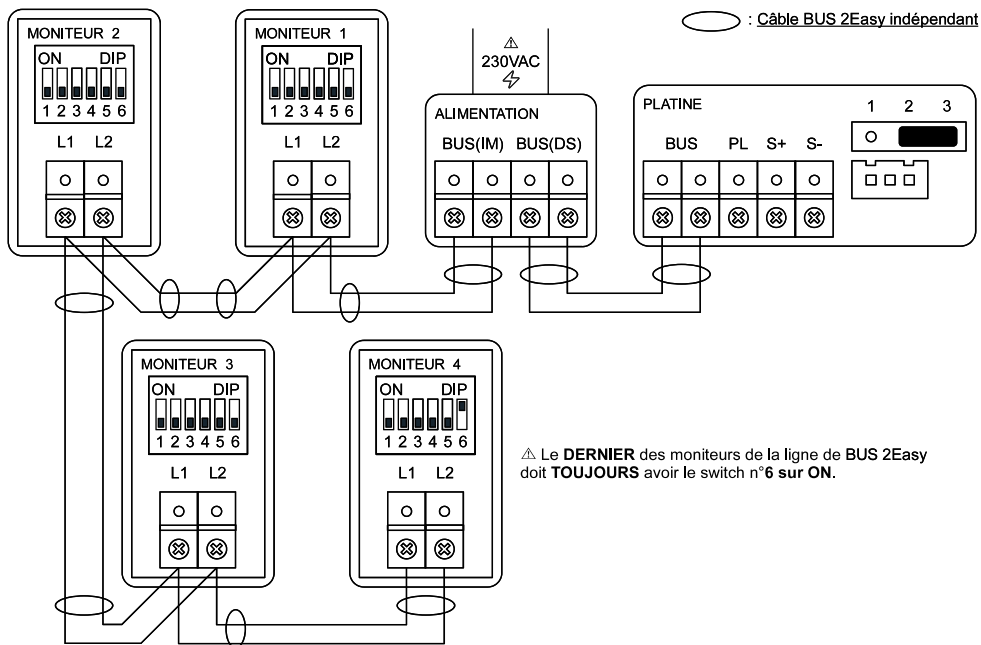 : Câble BUS 2Easy indépendant
MONITEUR 2
ON DIP
1 2 3 4 5 6
L1 L2
MONITEUR 1
ON DIP
1 2 3 4 5 6
L1 L2
⚠ 230VAC
ALIMENTATION
BUS(IM) BUS(DS)
PLATINE
1 2 3
BUS PL S+ S-
MONITEUR 3
ON DIP
1 2 3 4 5 6
L1 L2
MONITEUR 4
ON DIP
1 2 3 4 5 6
L1 L2
⚠ Le DERNIER des moniteurs de la ligne de BUS 2Easy
doit TOUJOURS avoir le switch n°6 sur ON.